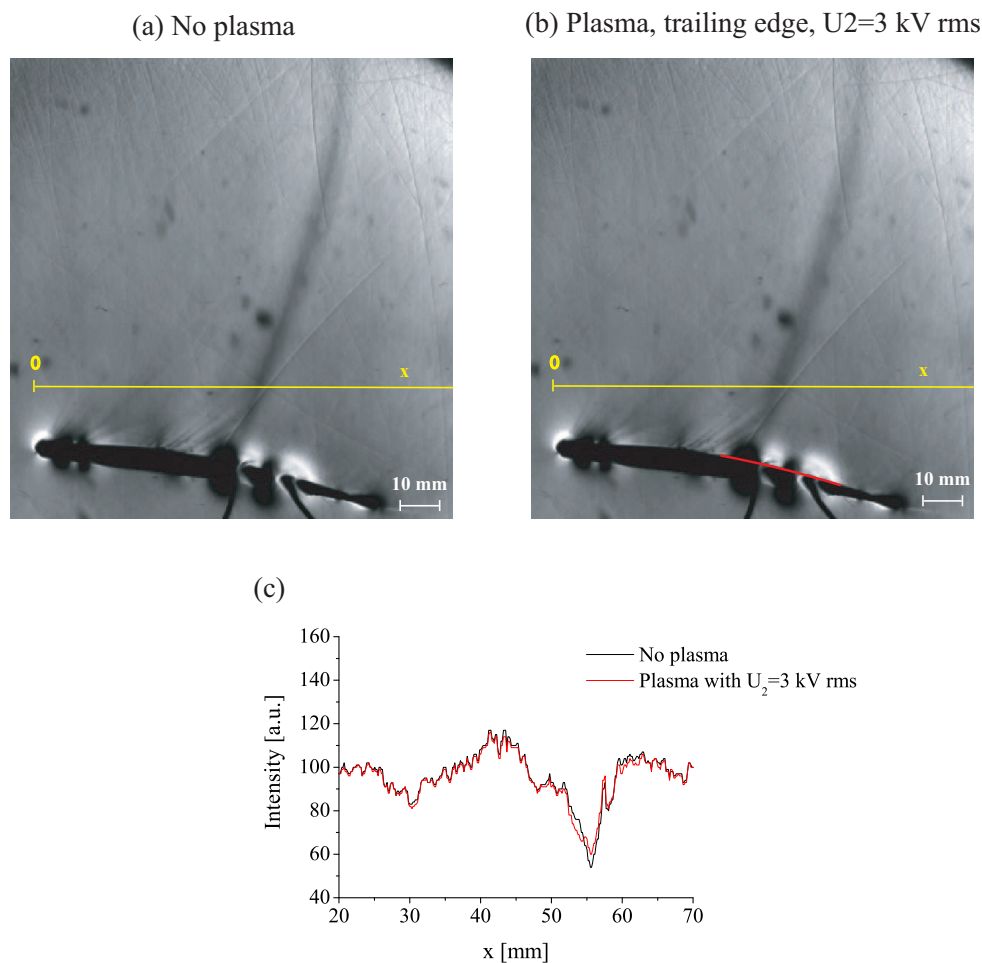 (a) No plasma
(b) Plasma, trailing edge, U2=3 kV rms
0
x
10 mm
0
x
10 mm
(c)
160
140
120
100
80
60
40
Intensity [a.u.]
No plasma
Plasma with U₂=3 kV rms
20 30 40 50 60 70
x [mm]